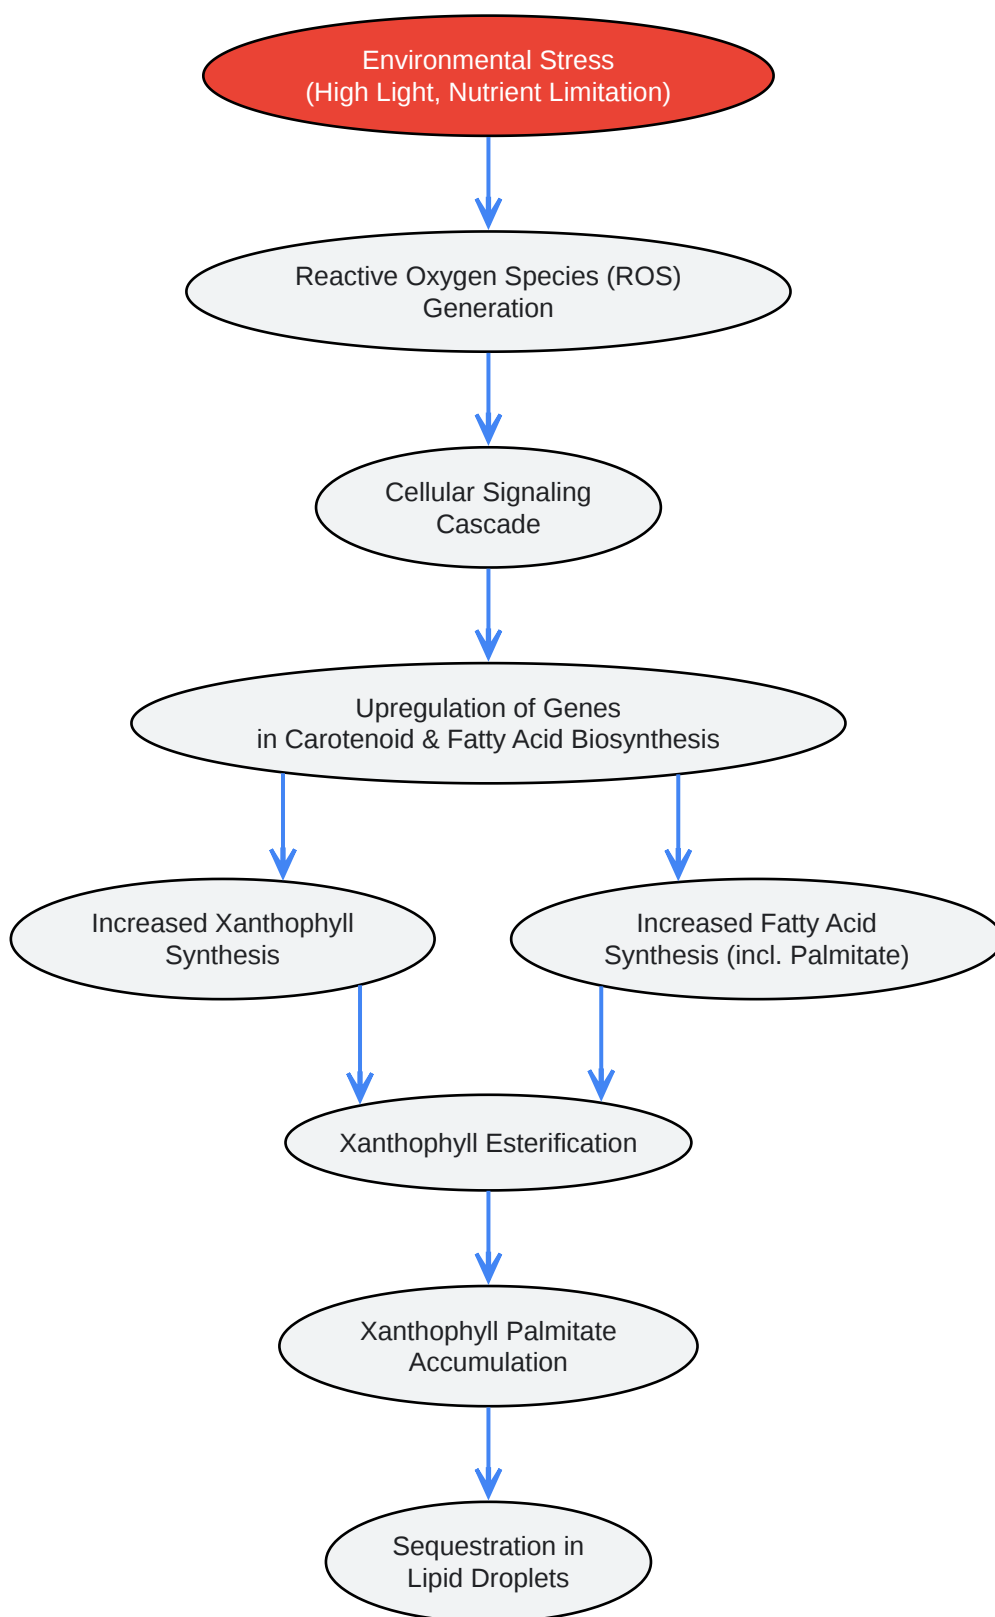 Environmental Stress
(High Light, Nutrient Limitation)
Reactive Oxygen Species (ROS)
Generation
Cellular Signaling
Cascade
Upregulation of Genes
in Carotenoid & Fatty Acid Biosynthesis
Increased Xanthophyll
Synthesis
Increased Fatty Acid
Synthesis (incl. Palmitate)
Xanthophyll Esterification
Xanthophyll Palmitate
Accumulation
Sequestration in
Lipid Droplets